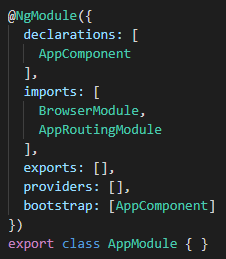 @NgModule({
  declarations: [
    AppComponent
  ],
  imports: [
    BrowserModule,
    AppRoutingModule
  ],
  exports: [],
  providers: [],
  bootstrap: [AppComponent]
})
export class AppModule { }